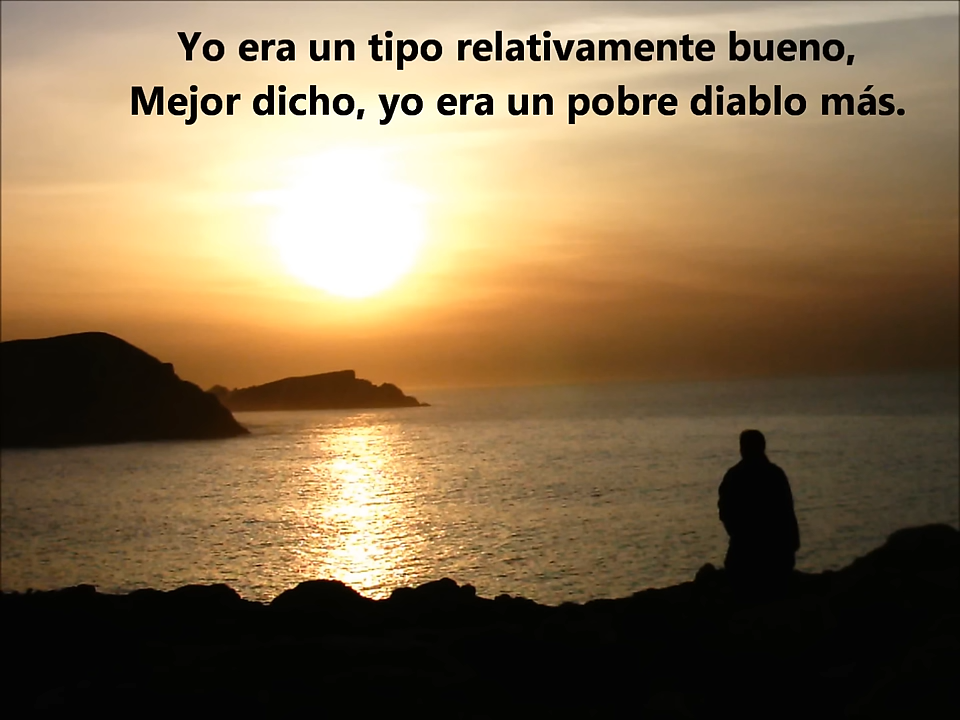 Yo era un tipo relativamente bueno,
Mejor dicho, yo era un pobre diablo más.